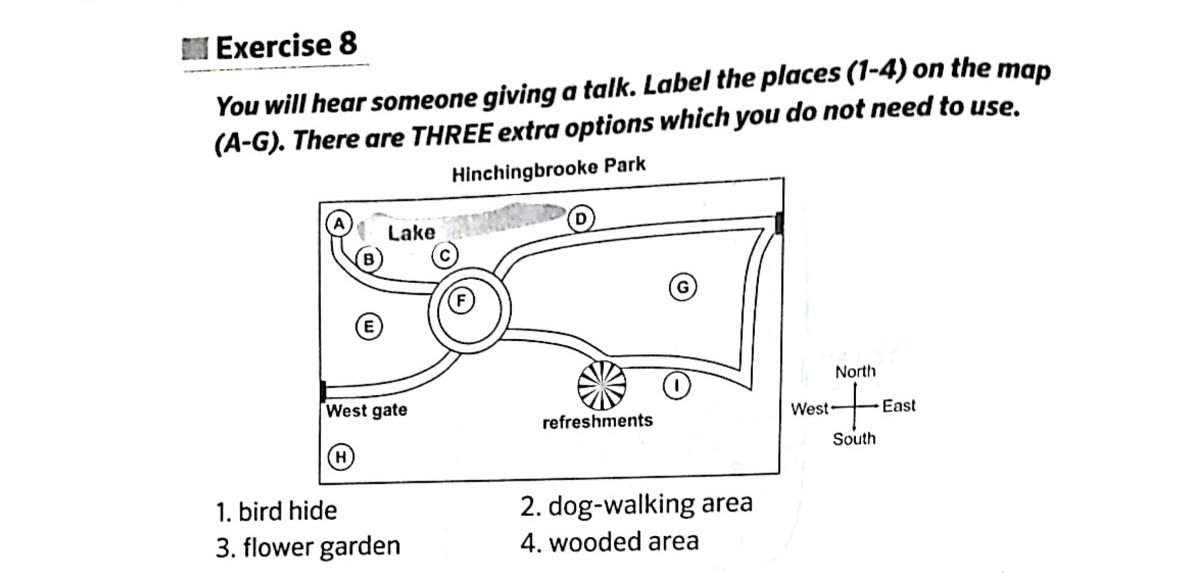 Exercise 8
You will hear someone giving a talk. Label the places (1-4) on the map
(A-G). There are THREE extra options which you do not need to use.
Hinchingbrooke Park
A
Lake
D
B
C
F
G
E
North
I
West gate
refreshments
West
East
South
H
1. bird hide
2. dog-walking area
3. flower garden
4. wooded area